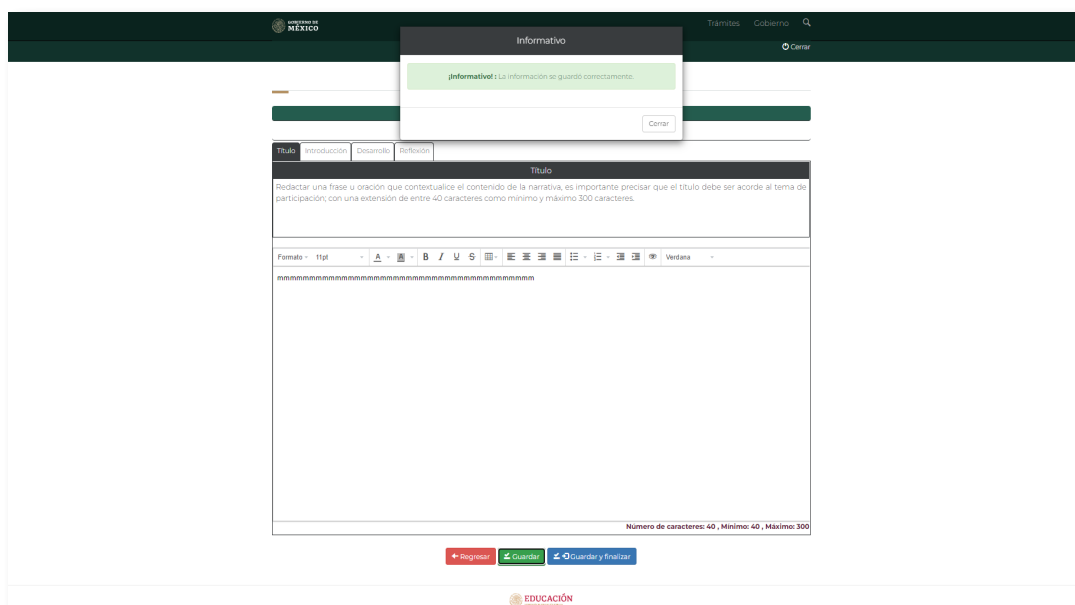 GOBIERNO DE
MÉXICO
Trámites Gobierno
Cerrar
Informativo
¡Informativo! : La información se guardó correctamente.
Cerrar
Título Introducción Desarrollo Reflexión
Título
Redactar una frase u oración que contextualice el contenido de la narrativa, es importante precisar que el título debe ser acorde al tema de
participación; con una extensión de entre 40 caracteres como mínimo y máximo 300 caracteres.
Formato 11pt A A B I U S Verdana
mmmmmmmmmmmmmmmmmmmmmmmmmmmmmmmmmmmmmmmm
Número de caracteres: 40 , Mínimo: 40 , Máximo: 300
Regresar Guardar Guardar y finalizar
EDUCACIÓN